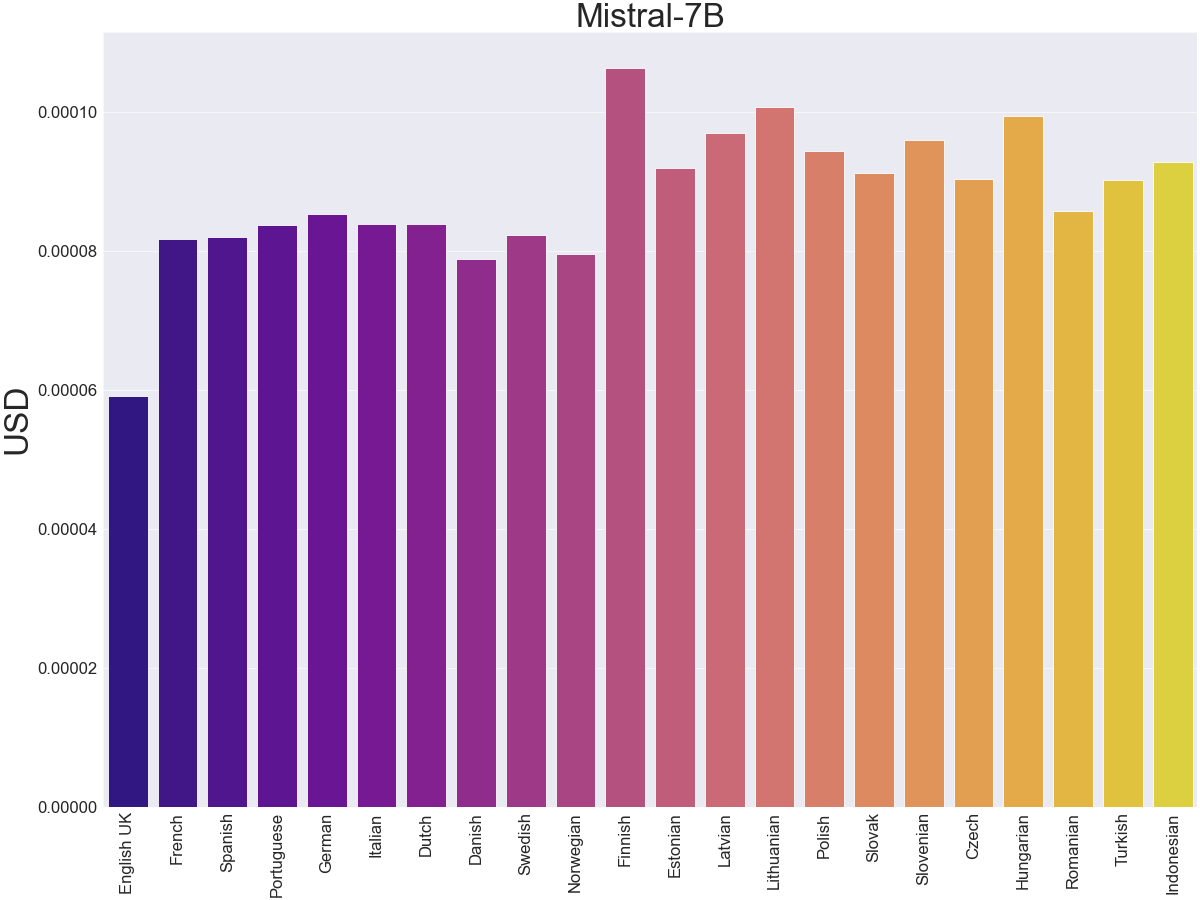 Mistral-7B
USD
0.00010
0.00008
0.00006
0.00004
0.00002
0.00000
English UK
French
Spanish
Portuguese
German
Italian
Dutch
Danish
Swedish
Norwegian
Finnish
Estonian
Latvian
Lithuanian
Polish
Slovak
Slovenian
Czech
Hungarian
Romanian
Turkish
Indonesian